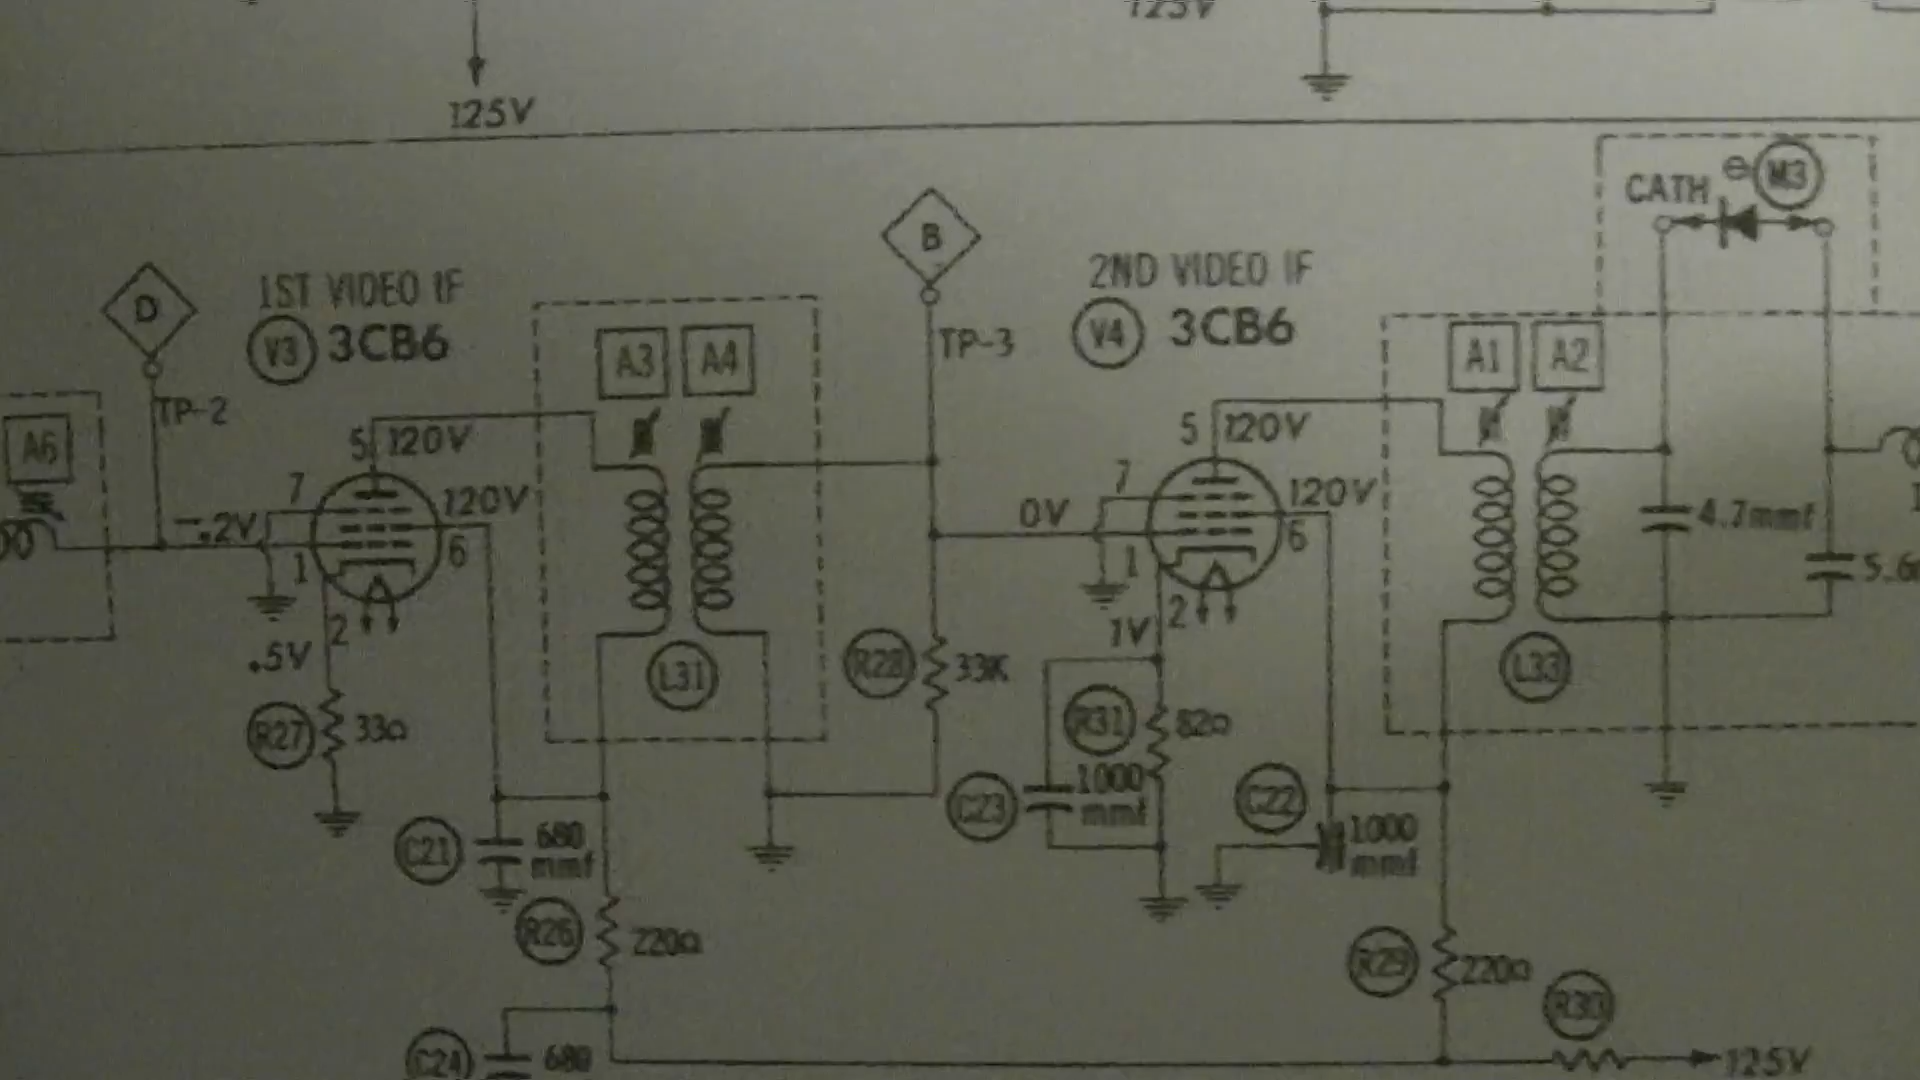 125V
125V
CATH
M3
B
D
1ST VIDEO IF
V3 3CB6
2ND VIDEO IF
V4 3CB6
A3 A4
TP-3
A1 A2
TP-2
A6
5 120V
5 120V
7
120V
7
120V
-.2V
0V
4.7mmf
1
6
1
6
2
2
1V
.5V
L31
R28
33K
L33
R27
33Ω
R31
82Ω
1000
mmf
C23
C22
1000
mmf
C21
680
mmf
R26
220Ω
R29
220Ω
R30
C24
680
125V